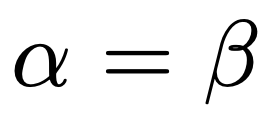 α = β